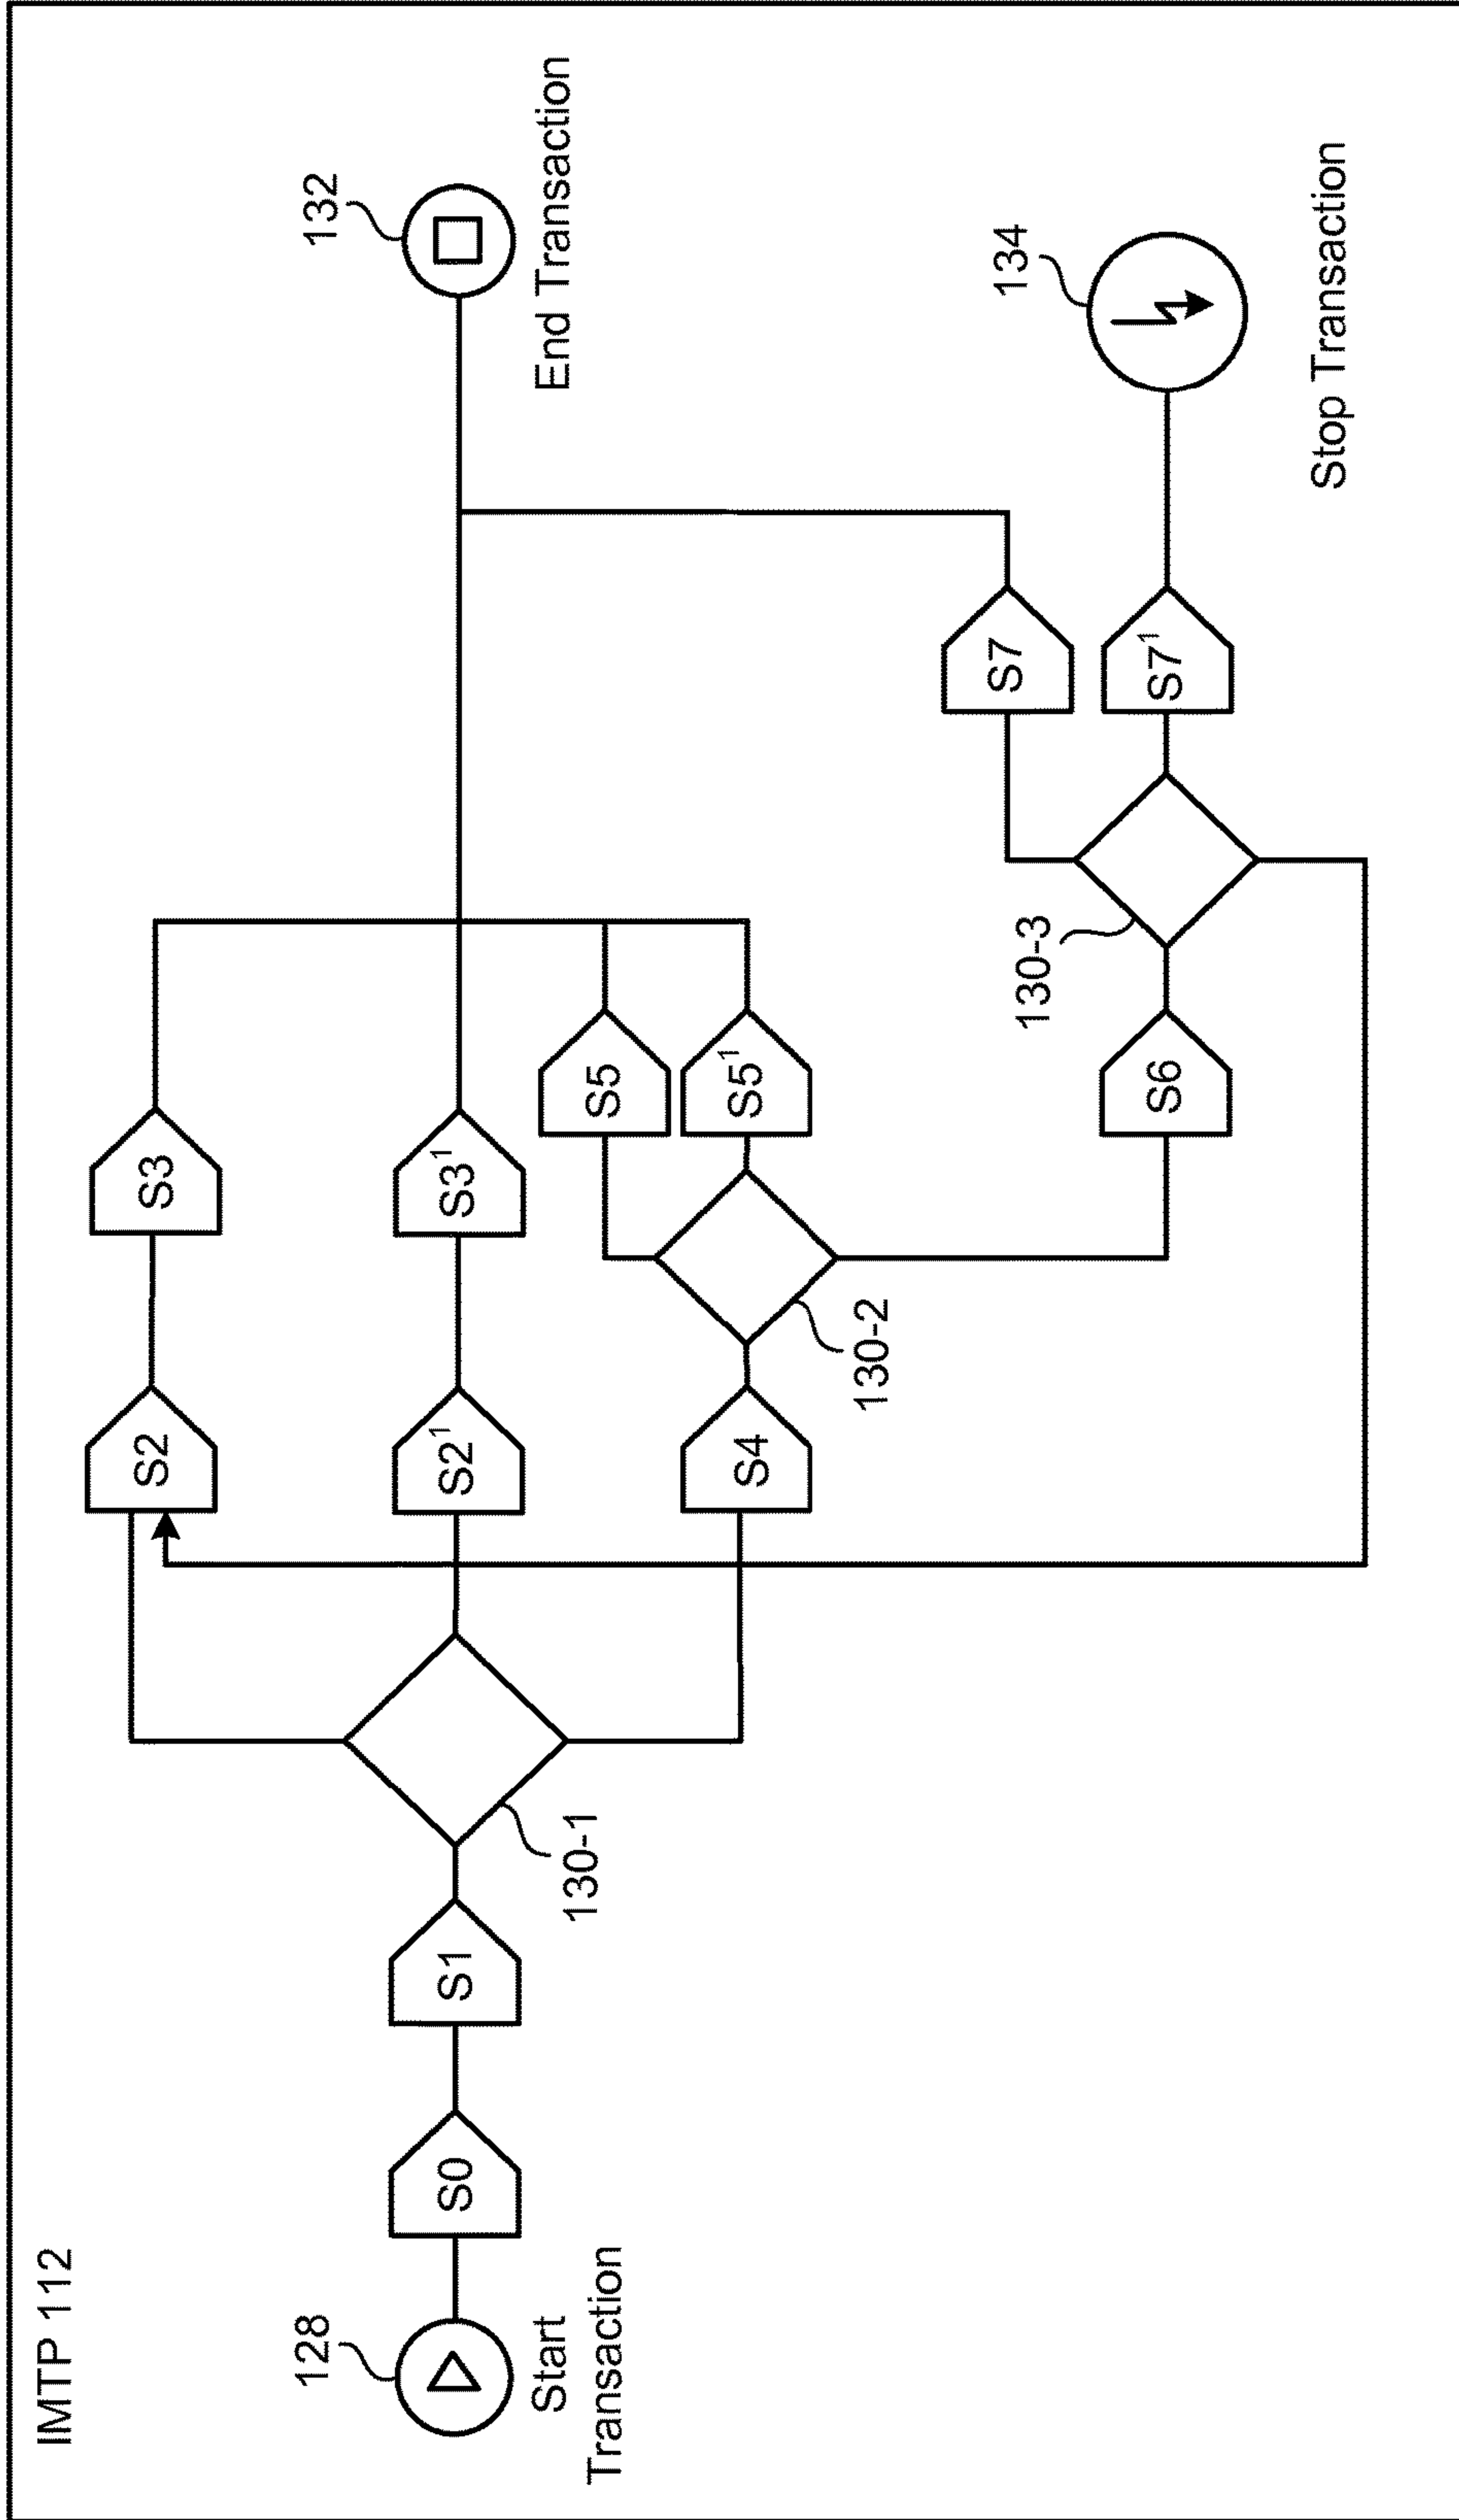 IMTP 112
128
Start
Transaction
S0
S1
130-1
S2
S3
S2¹
S3¹
S4
130-2
S5
S5¹
S6
130-3
S7
S7¹
132
End Transaction
134
Stop Transaction